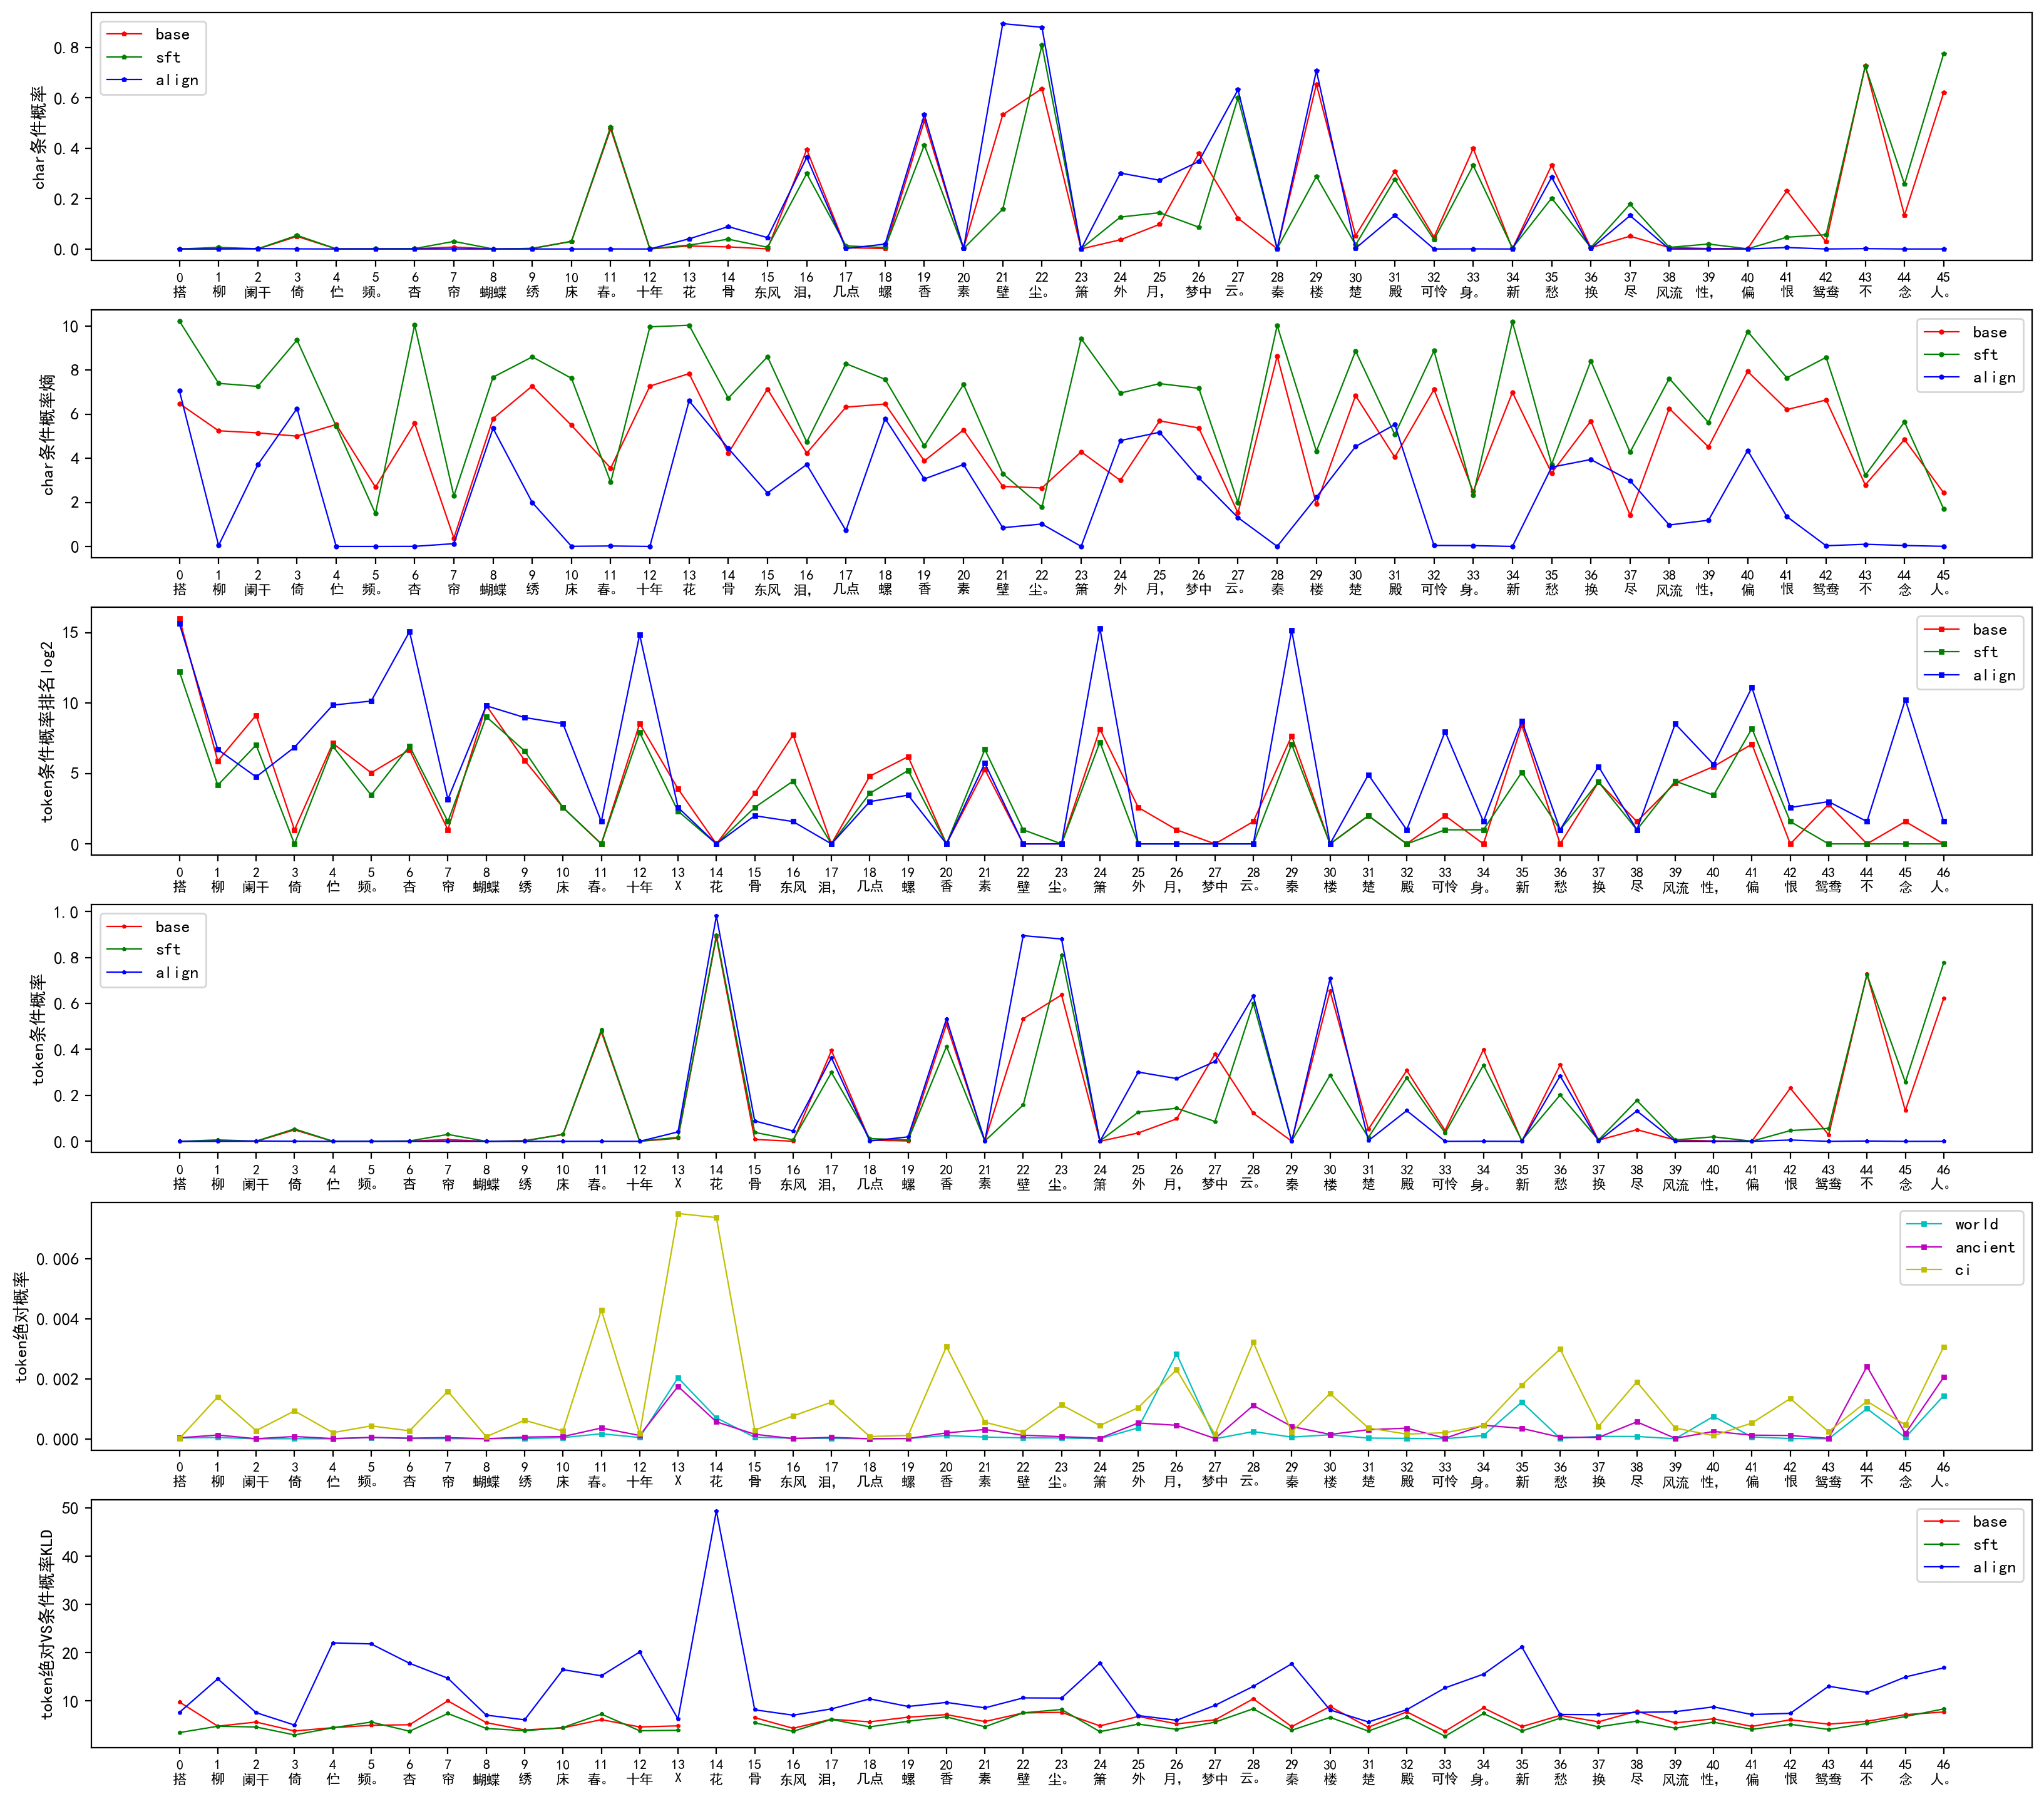 char条件概率
base
sft
align
0.8
0.6
0.4
0.2
0.0
0 1 2 3 4 5 6 7 8 9 10 11 12 13 14 15 16 17 18 19 20 21 22 23 24 25 26 27 28 29 30 31 32 33 34 35 36 37 38 39 40 41 42 43 44 45
搭 柳 阑干 倚 伫 频。 杏 帘 蝴蝶 绣 床 春。 十年 花 骨 东风 泪， 几点 螺 香 素 壁 尘。 箫 外 月， 梦中 云。 秦 楼 楚 殿 可怜 身。 新 愁 换 尽 风流 性， 偏 恨 鸳鸯 不 念 人。
char条件概率熵
base
sft
align
10
8
6
4
2
0
0 1 2 3 4 5 6 7 8 9 10 11 12 13 14 15 16 17 18 19 20 21 22 23 24 25 26 27 28 29 30 31 32 33 34 35 36 37 38 39 40 41 42 43 44 45
搭 柳 阑干 倚 伫 频。 杏 帘 蝴蝶 绣 床 春。 十年 花 骨 东风 泪， 几点 螺 香 素 壁 尘。 箫 外 月， 梦中 云。 秦 楼 楚 殿 可怜 身。 新 愁 换 尽 风流 性， 偏 恨 鸳鸯 不 念 人。
token条件概率排名log2
base
sft
align
15
10
5
0
0 1 2 3 4 5 6 7 8 9 10 11 12 13 14 15 16 17 18 19 20 21 22 23 24 25 26 27 28 29 30 31 32 33 34 35 36 37 38 39 40 41 42 43 44 45 46
搭 柳 阑干 倚 伫 频。 杏 帘 蝴蝶 绣 床 春。 十年 X 花 骨 东风 泪， 几点 螺 香 素 壁 尘。 箫 外 月， 梦中 云。 秦 楼 楚 殿 可怜 身。 新 愁 换 尽 风流 性， 偏 恨 鸳鸯 不 念 人。
token条件概率
base
sft
align
1.0
0.8
0.6
0.4
0.2
0.0
0 1 2 3 4 5 6 7 8 9 10 11 12 13 14 15 16 17 18 19 20 21 22 23 24 25 26 27 28 29 30 31 32 33 34 35 36 37 38 39 40 41 42 43 44 45 46
搭 柳 阑干 倚 伫 频。 杏 帘 蝴蝶 绣 床 春。 十年 X 花 骨 东风 泪， 几点 螺 香 素 壁 尘。 箫 外 月， 梦中 云。 秦 楼 楚 殿 可怜 身。 新 愁 换 尽 风流 性， 偏 恨 鸳鸯 不 念 人。
token绝对概率
world
ancient
ci
0.006
0.004
0.002
0.000
0 1 2 3 4 5 6 7 8 9 10 11 12 13 14 15 16 17 18 19 20 21 22 23 24 25 26 27 28 29 30 31 32 33 34 35 36 37 38 39 40 41 42 43 44 45 46
搭 柳 阑干 倚 伫 频。 杏 帘 蝴蝶 绣 床 春。 十年 X 花 骨 东风 泪， 几点 螺 香 素 壁 尘。 箫 外 月， 梦中 云。 秦 楼 楚 殿 可怜 身。 新 愁 换 尽 风流 性， 偏 恨 鸳鸯 不 念 人。
token绝对VS条件概率KLD
base
sft
align
50
40
30
20
10
0 1 2 3 4 5 6 7 8 9 10 11 12 13 14 15 16 17 18 19 20 21 22 23 24 25 26 27 28 29 30 31 32 33 34 35 36 37 38 39 40 41 42 43 44 45 46
搭 柳 阑干 倚 伫 频。 杏 帘 蝴蝶 绣 床 春。 十年 X 花 骨 东风 泪， 几点 螺 香 素 壁 尘。 箫 外 月， 梦中 云。 秦 楼 楚 殿 可怜 身。 新 愁 换 尽 风流 性， 偏 恨 鸳鸯 不 念 人。